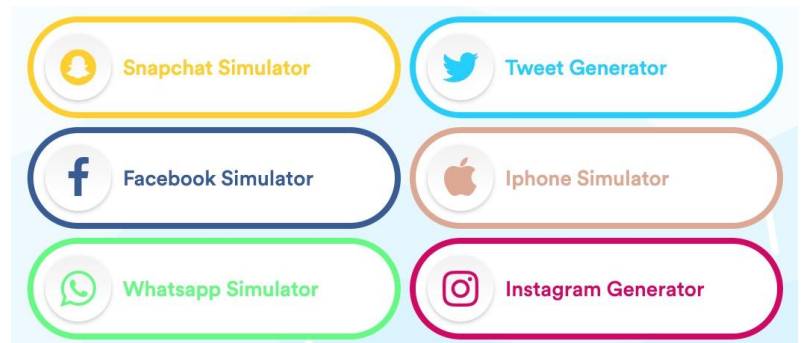 Snapchat Simulator
Tweet Generator
Facebook Simulator
Iphone Simulator
Whatsapp Simulator
Instagram Generator